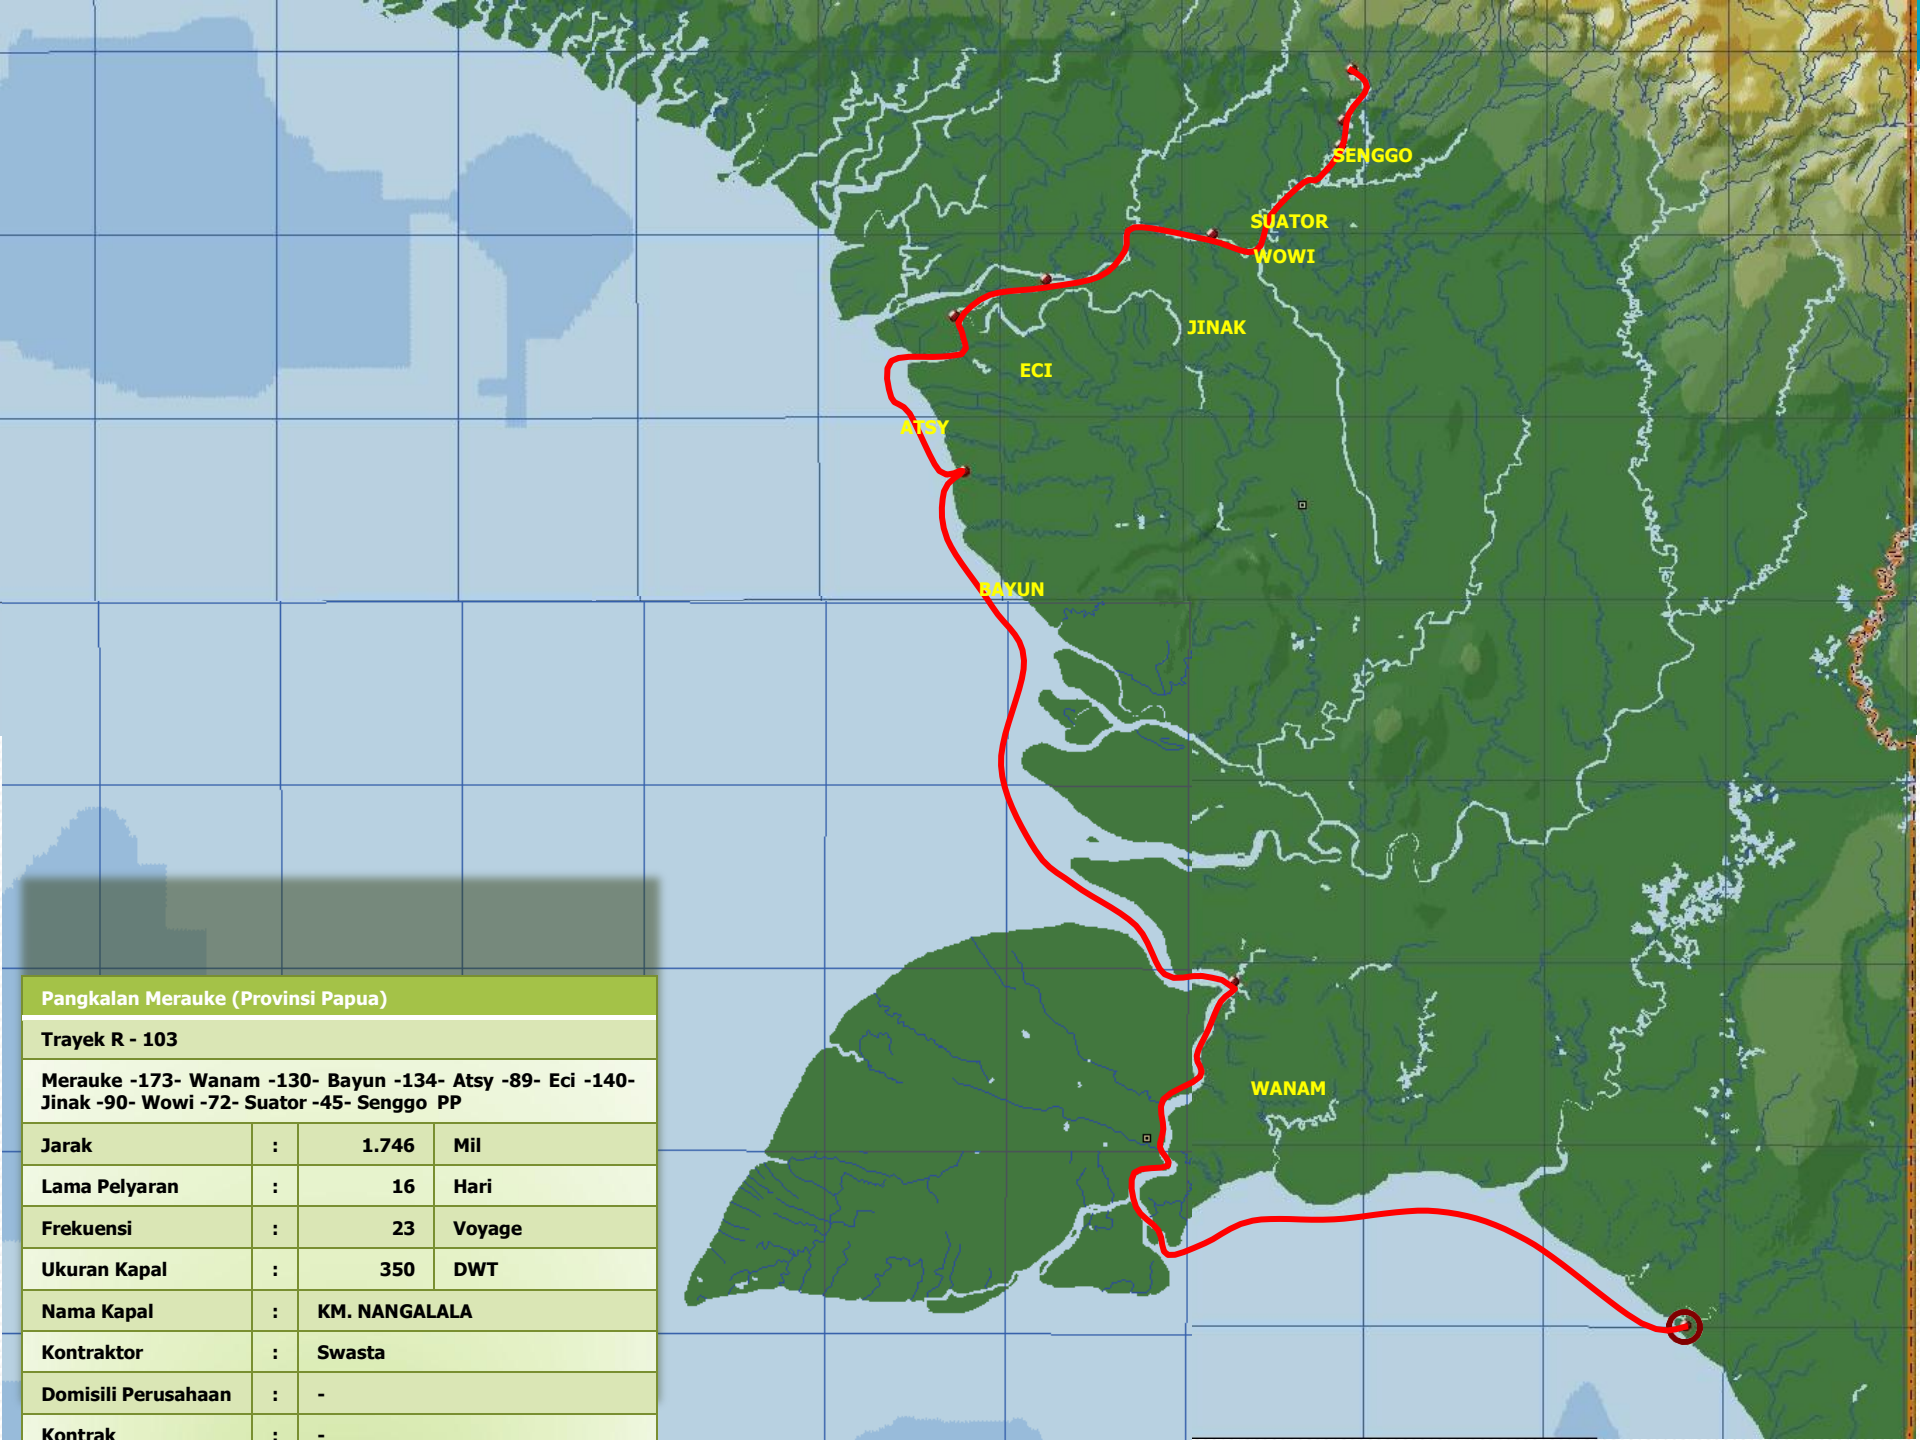 SENGGO
SUATOR
WOWI
JINAK
ECI
ATSY
BAYUN
WANAM
Pangkalan Merauke (Provinsi Papua)
Trayek R - 103
Merauke -173- Wanam -130- Bayun -134- Atsy -89- Eci -140-
Jinak -90- Wowi -72- Suator -45- Senggo PP
Jarak : 1.746 Mil
Lama Pelyaran : 16 Hari
Frekuensi : 23 Voyage
Ukuran Kapal : 350 DWT
Nama Kapal : KM. NANGALALA
Kontraktor : Swasta
Domisili Perusahaan : -
Kontrak : -